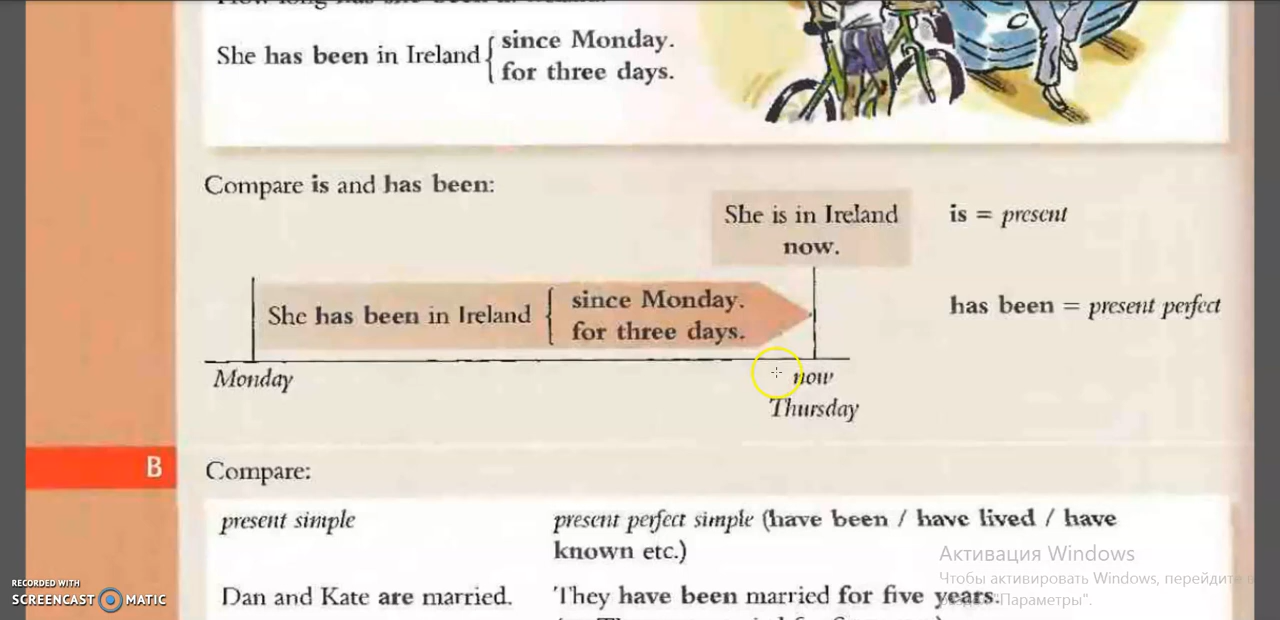 She has been in Ireland { since Monday.
for three days.
Compare is and has been:
She is in Ireland
now.
is = present
She has been in Ireland { since Monday.
for three days.
has been = present perfect
Monday
now
Thursday
B
Compare:
present simple
present perfect simple (have been / have lived / have
known etc.)
Dan and Kate are married.
They have been married for five years.
Активация Windows
Чтобы активировать Windows, перейдите в
"Параметры".
RECORDED WITH
SCREENCAST MATIC